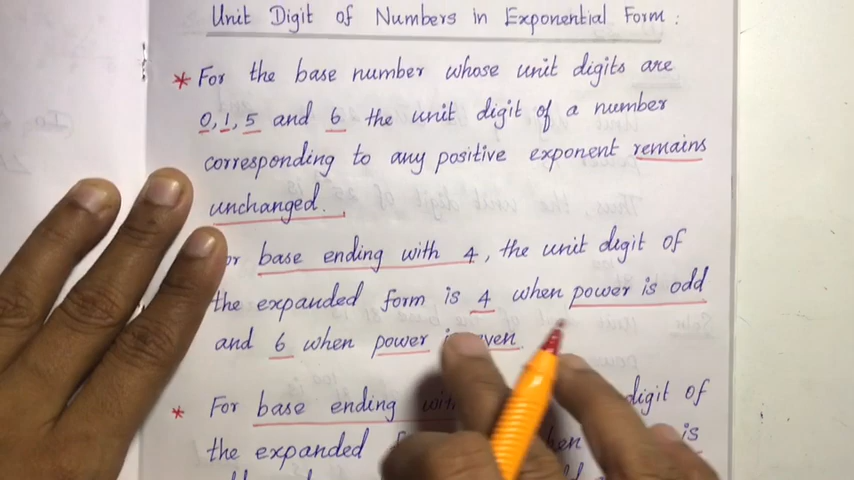 Unit Digit of Numbers in Exponential Form :
* For the base number whose unit digits are
0, 1, 5 and 6 the unit digit of a number
corresponding to any positive exponent remains
unchanged.
base ending with 4, the unit digit of
the expanded form is 4 when power is odd
and 6 when power
* For base ending digit of
the expanded is